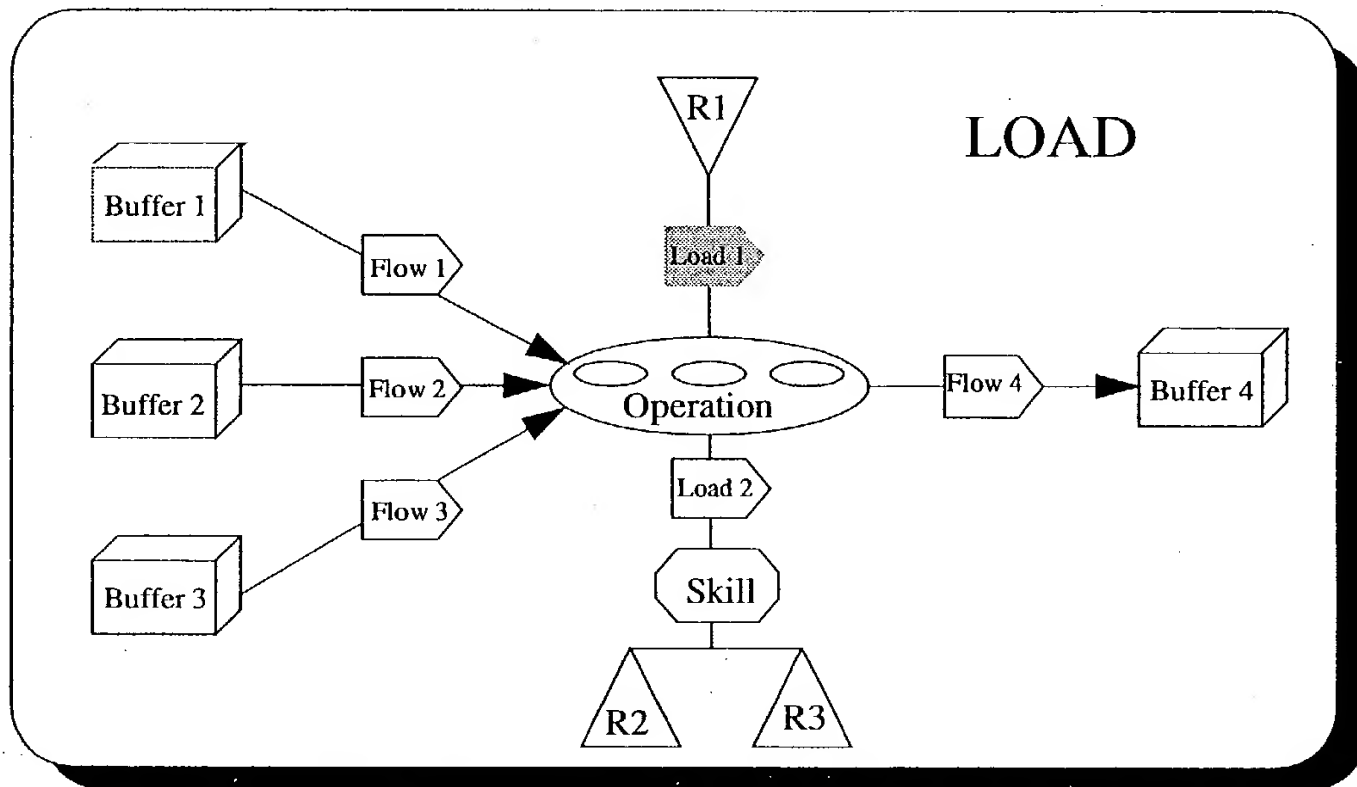 R1
LOAD
Buffer 1
Flow 1
Load 1
Buffer 2
Flow 2
Operation
Flow 4
Buffer 4
Load 2
Flow 3
Buffer 3
Skill
R2
R3